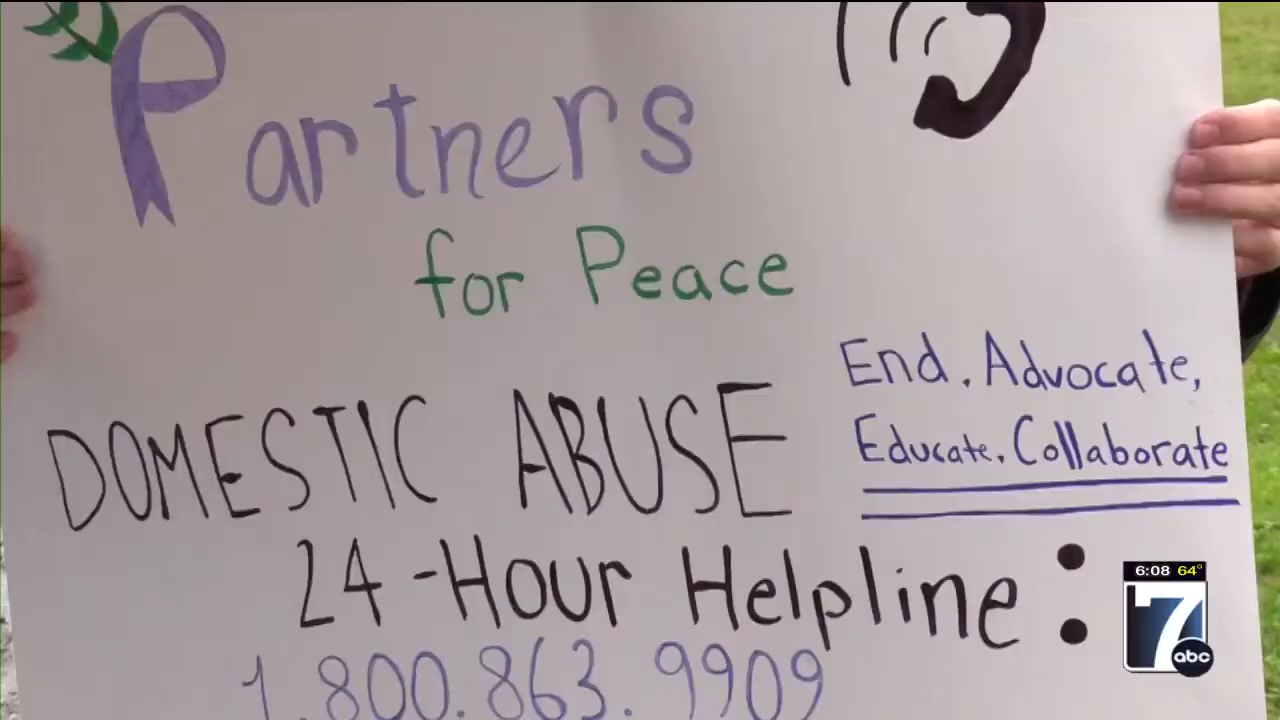 Partners
for Peace
End. Advocate,
Educate. Collaborate
DOMESTIC ABUSE
24-Hour Helpline:
1.800.863.9909
6:08 64°
7
abc